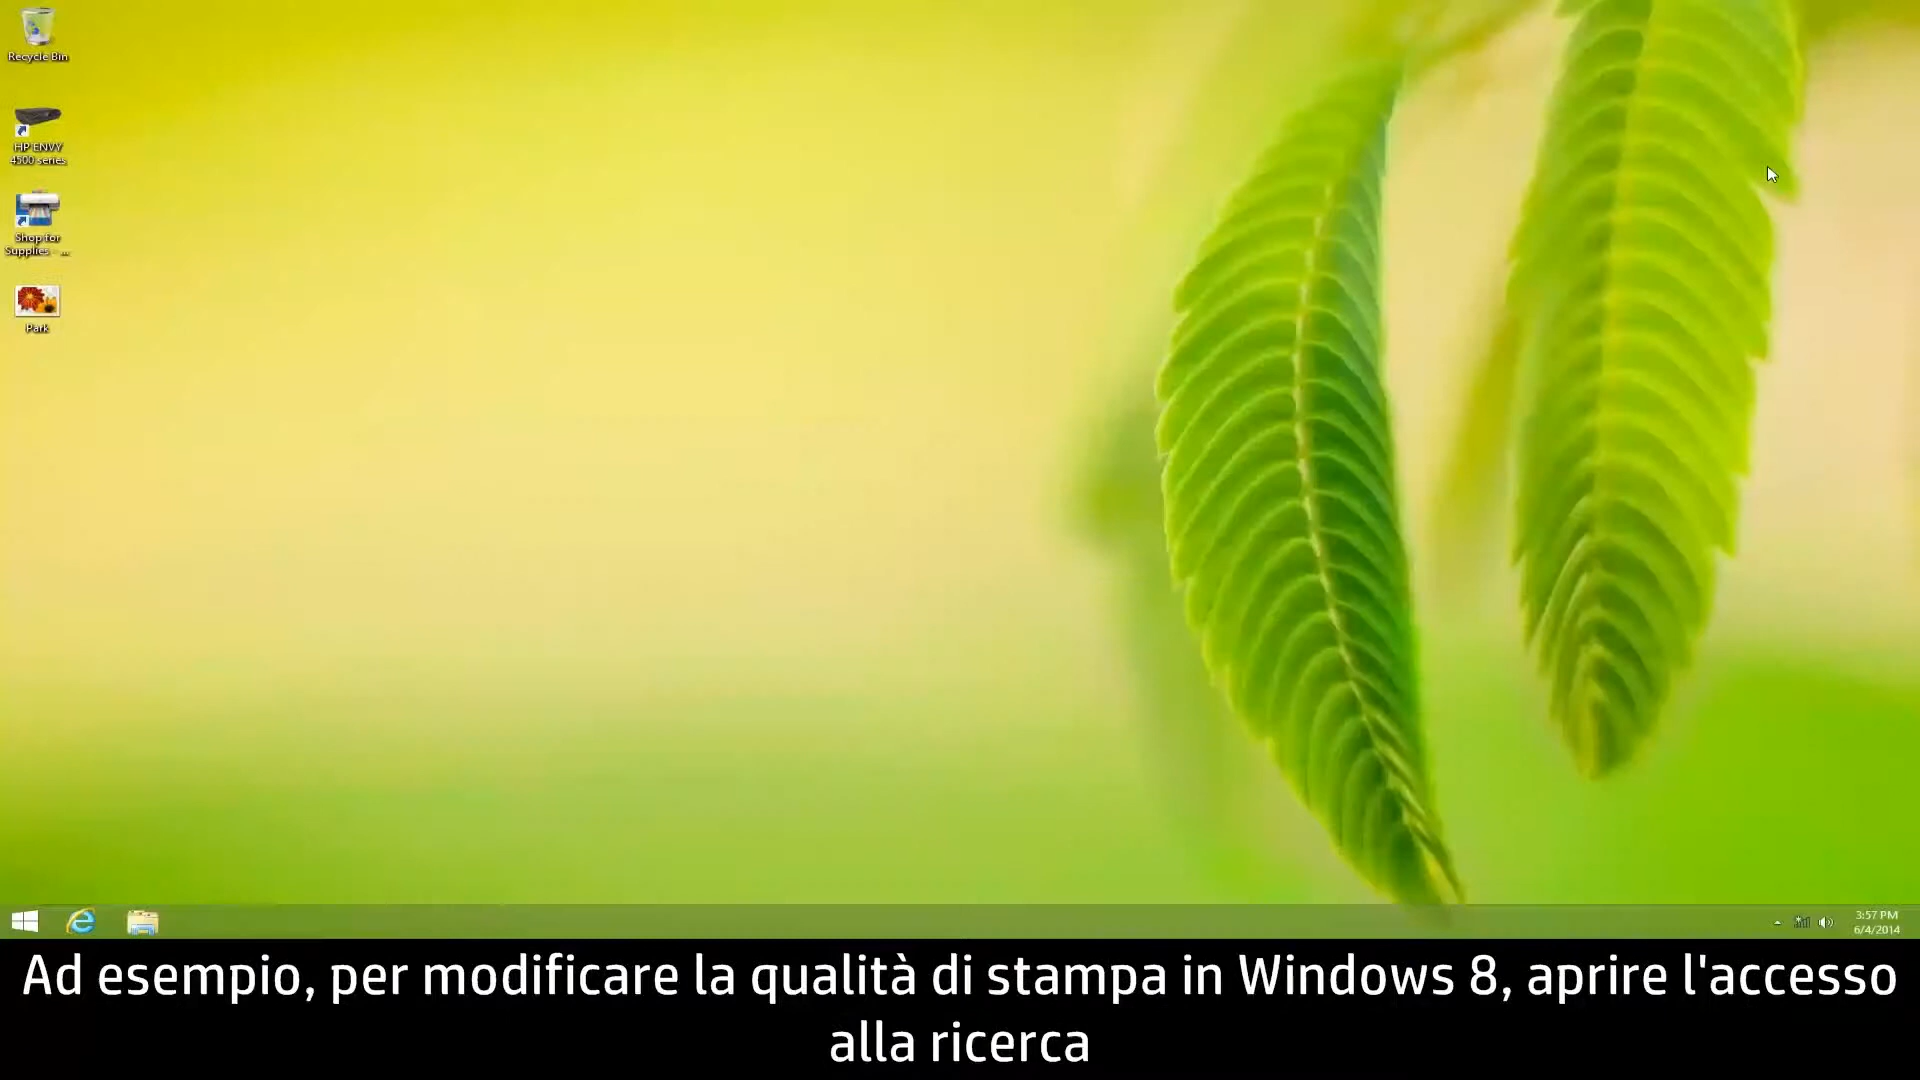 Recycle Bin
HP ENVY
4500 series
Shop for
Supplies - ...
Park
3:57 PM
6/4/2014
Ad esempio, per modificare la qualità di stampa in Windows 8, aprire l'accesso
alla ricerca